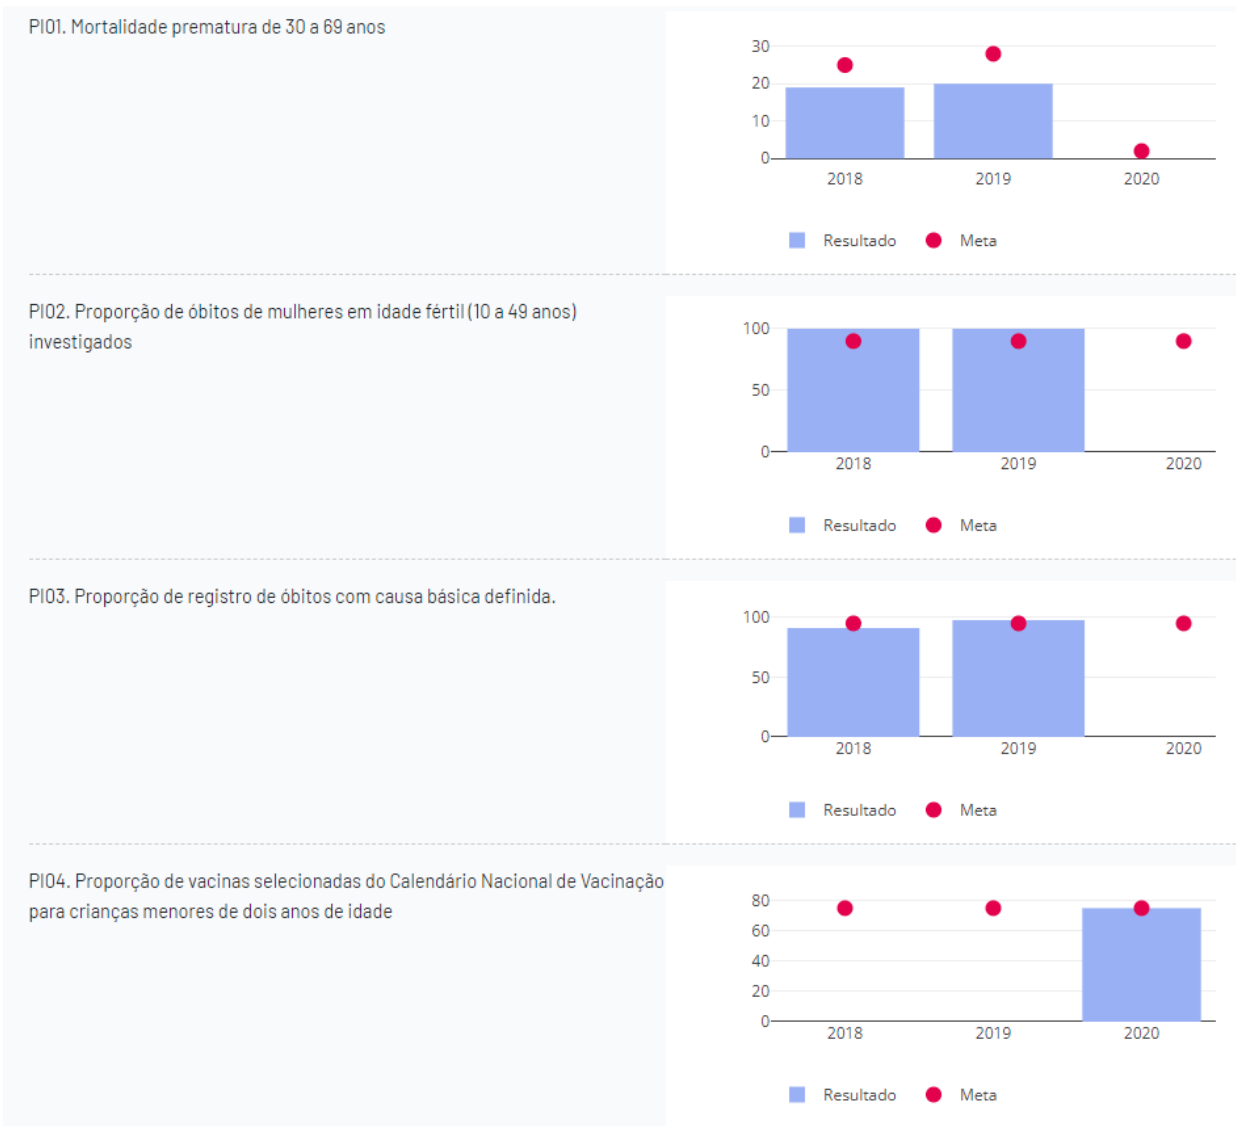 PI01. Mortalidade prematura de 30 a 69 anos
30
20
10
0
2018 2019 2020
Resultado Meta
PI02. Proporção de óbitos de mulheres em idade fértil (10 a 49 anos)
investigados
100
50
0
2018 2019 2020
Resultado Meta
PI03. Proporção de registro de óbitos com causa básica definida.
100
50
0
2018 2019 2020
Resultado Meta
PI04. Proporção de vacinas selecionadas do Calendário Nacional de Vacinação
para crianças menores de dois anos de idade
80
60
40
20
0
2018 2019 2020
Resultado Meta